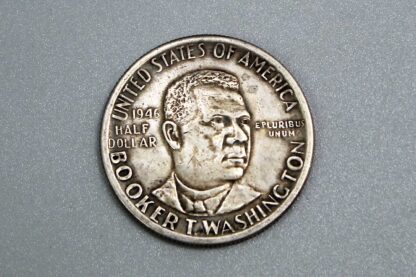 UNITED STATES OF AMERICA
1946
HALF
DOLLAR
E PLURIBUS
UNUM
BOOKER T. WASHINGTON